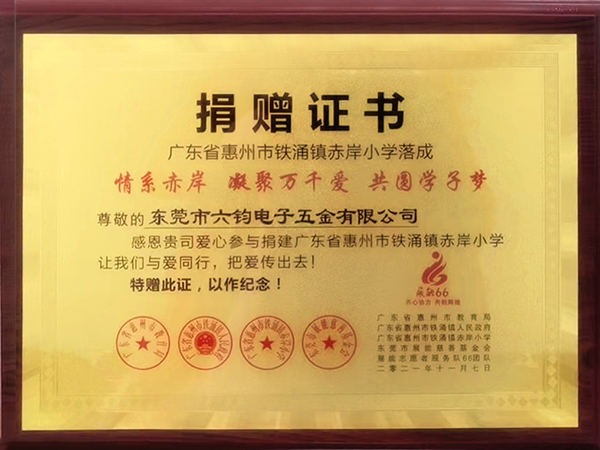 捐赠证书
广东省惠州市铁涌镇赤岸小学落成
情系赤岸 凝聚万千爱 共圆学子梦
尊敬的 东莞市六钧电子五金有限公司
感恩贵司爱心参与捐建广东省惠州市铁涌镇赤岸小学
让我们与爱同行，把爱传出去！
特赠此证，以作纪念！
展能66
齐心协力 共创辉煌
广东省惠州市教育局
广东省惠州市铁涌镇人民政府
广东省惠州市铁涌镇赤岸小学
东莞市展能慈善基金会
展能志愿者服务队66团队
二零二一年十一月七日